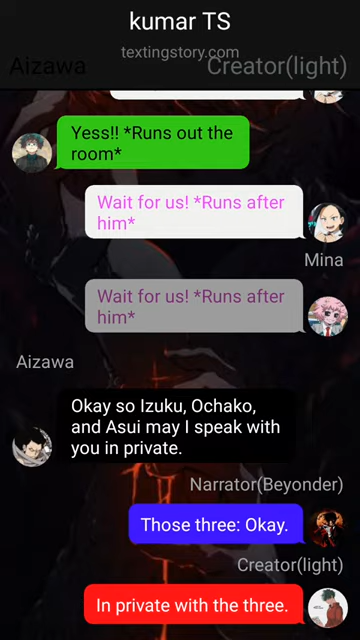 kumar TS
textingstory.com
Aizawa
Creator(light)
Yess!! *Runs out the
room*
Wait for us! *Runs after
him*
Mina
Wait for us! *Runs after
him*
Aizawa
Okay so Izuku, Ochako,
and Asui may I speak with
you in private.
Narrator(Beyonder)
Those three: Okay.
Creator(light)
In private with the three.